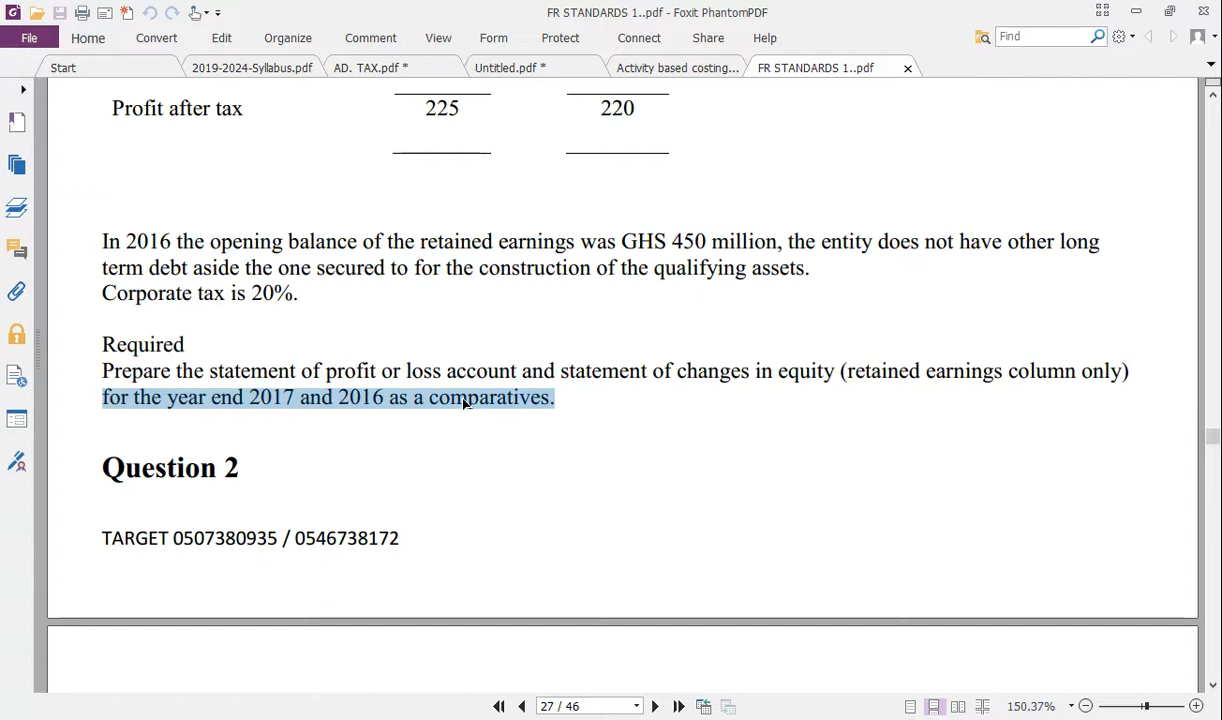 FR STANDARDS 1..pdf - Foxit PhantomPDF
File Home Convert Edit Organize Comment View Form Protect Connect Share Help Find
Start 2019-2024-Syllabus.pdf AD. TAX.pdf * Untitled.pdf * Activity based costing... FR STANDARDS 1..pdf
Profit after tax 225 220
In 2016 the opening balance of the retained earnings was GHS 450 million, the entity does not have other long
term debt aside the one secured to for the construction of the qualifying assets.
Corporate tax is 20%.
Required
Prepare the statement of profit or loss account and statement of changes in equity (retained earnings column only)
for the year end 2017 and 2016 as a comparatives.
Question 2
TARGET 0507380935 / 0546738172
27 / 46 150.37%